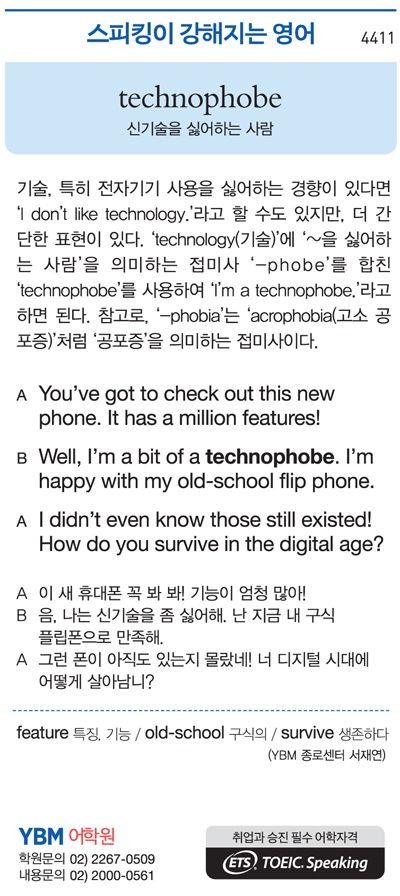 스피킹이 강해지는 영어
4411
technophobe
신기술을 싫어하는 사람
기술, 특히 전자기기 사용을 싫어하는 경향이 있다면
‘I don’t like technology.’라고 할 수도 있지만, 더 간
단한 표현이 있다. ‘technology(기술)’에 ‘~을 싫어하
는 사람’을 의미하는 접미사 ‘-phobe’를 합친
‘technophobe’를 사용하여 ‘I’m a technophobe.’라고
하면 된다. 참고로, ‘-phobia’는 ‘acrophobia(고소 공
포증)’처럼 ‘공포증’을 의미하는 접미사이다.
A You’ve got to check out this new
phone. It has a million features!
B Well, I’m a bit of a technophobe. I’m
happy with my old-school flip phone.
A I didn’t even know those still existed!
How do you survive in the digital age?
A 이 새 휴대폰 꼭 봐 봐! 기능이 엄청 많아!
B 음, 나는 신기술을 좀 싫어해. 난 지금 내 구식
플립폰으로 만족해.
A 그런 폰이 아직도 있는지 몰랐네! 너 디지털 시대에
어떻게 살아남니?
feature 특징, 기능 / old-school 구식의 / survive 생존하다
(YBM 종로센터 서재연)
YBM 어학원
학원문의 02) 2267-0509
내용문의 02) 2000-0561
취업과 승진 필수 어학자격
ETS TOEIC. Speaking